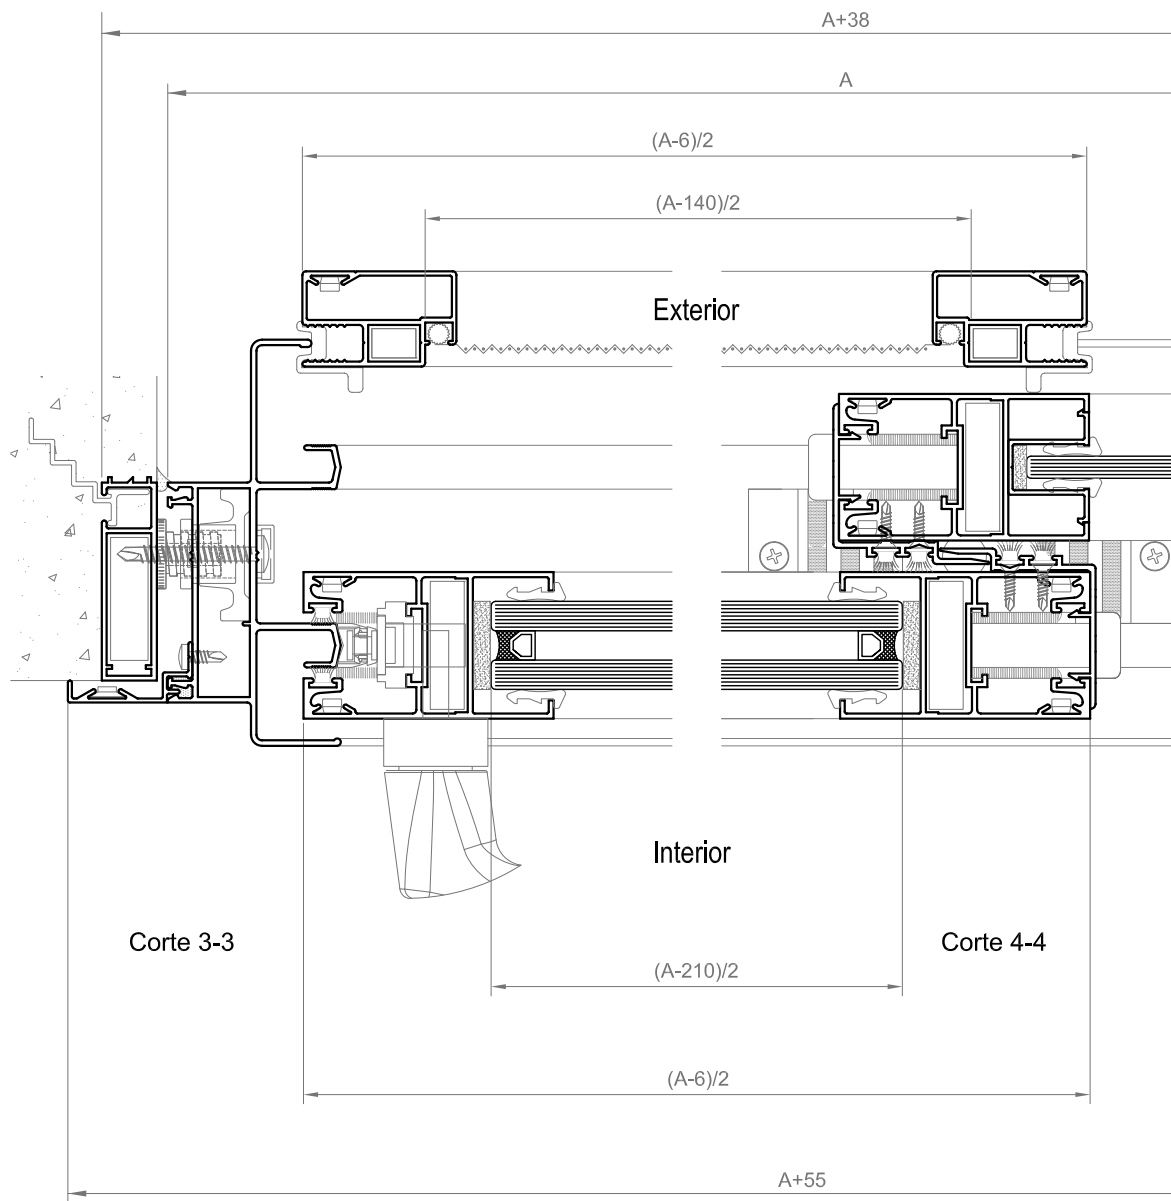 A+38
A
(A-6)/2
(A-140)/2
Exterior
Interior
Corte 3-3
Corte 4-4
(A-210)/2
(A-6)/2
A+55